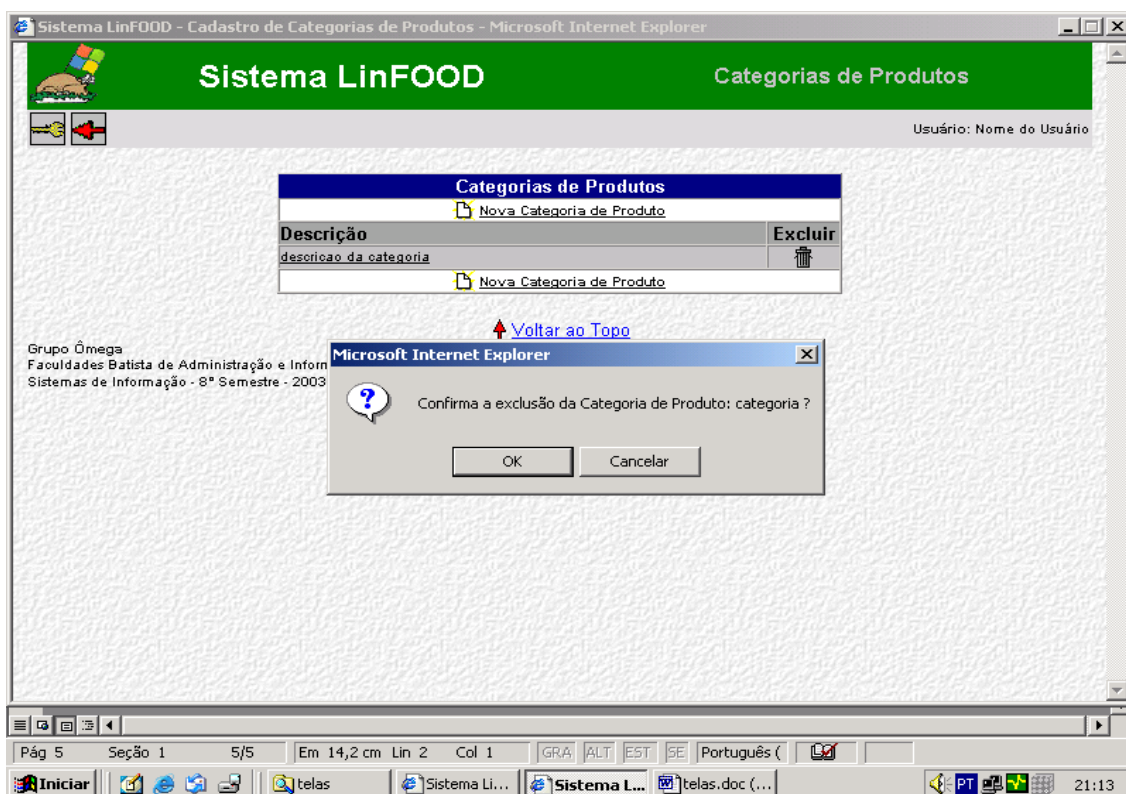 Sistema LinFOOD - Cadastro de Categorias de Produtos - Microsoft Internet Explorer
Sistema LinFOOD
Categorias de Produtos
Usuário: Nome do Usuário
Categorias de Produtos
Nova Categoria de Produto
Descrição Excluir
descricao da categoria
Nova Categoria de Produto
Voltar ao Topo
Grupo Ômega
Faculdades Batista de Administração e Inform
Sistemas de Informação - 8º Semestre - 2003
Microsoft Internet Explorer
Confirma a exclusão da Categoria de Produto: categoria ?
OK Cancelar
Pág 5 Seção 1 5/5 Em 14,2 cm Lin 2 Col 1 GRA ALT EST SE Português (
Iniciar telas Sistema Li... Sistema L... telas.doc (... PT 21:13